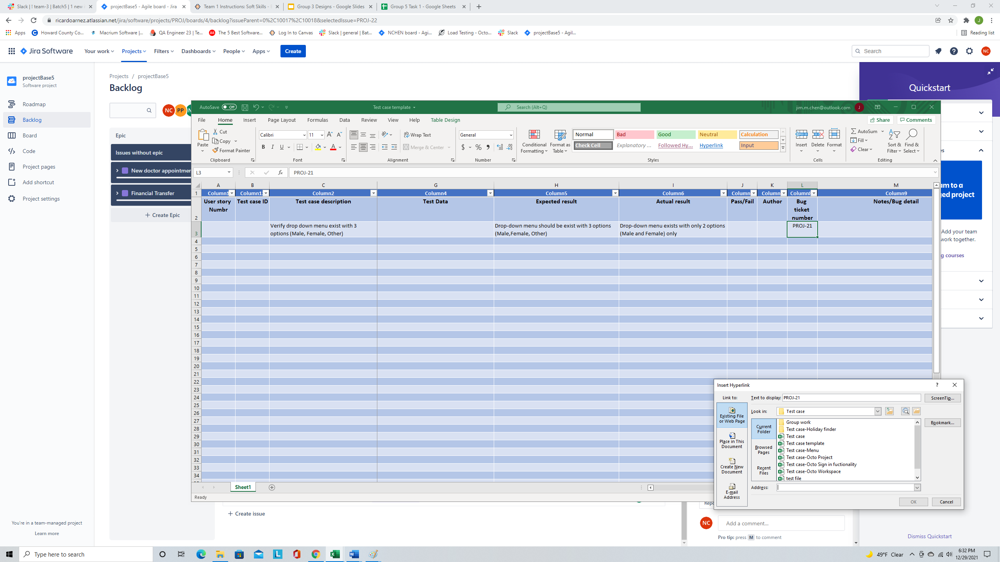 Slack | ! team-3 | Batch5 | 1 new
projectBase5 - Agile board - Jira
Team 1 Instructions: Soft Skills -
Group 3 Designs - Google Slides
Group 5 Task 1 - Google Sheets
ricardoarnez.atlassian.net/jira/software/projects/PROJ/boards/4/backlog?issueParent=0%2C10017%2C10018&selectedIssue=PROJ-22
J
Apps
Howard County Co...
Macrium Software |...
QA Engineer 23 | Te...
The 5 Best Software...
Log In to Canvas
Slack | general | Bat...
NCHEN board - Agi...
Load Testing - Octo...
Slack
projectBase5 - Agil...
Reading list
Jira Software
Your work
Projects
Filters
Dashboards
People
Apps
Create
Search
NC
projectBase5
Software project
Roadmap
Backlog
Board
Code
Project pages
Add shortcut
Project settings
You're in a team-managed project
Learn more
Projects / projectBase5
Backlog
NC PP
Epic
Issues without epic
New doctor appointmen
Financial Transfer
+ Create Epic
Quickstart
AutoSave Off
Test case template
Search (Alt+Q)
jim.m.chen@outlook.com J
File Home Insert Page Layout Formulas Data Review View Help Table Design
Share
Comments
Paste
Cut
Copy
Format Painter
Clipboard
Calibri 11
B I U
Font
Wrap Text
Merge & Center
Alignment
General
$ % 9
Number
Conditional Formatting
Format as Table
Normal Bad Good Neutral Calculation
Check Cell Explanatory ... Followed Hy... Hyperlink Input
Styles
Insert Delete Format
Cells
AutoSum
Fill
Clear
Sort & Filter
Find & Select
Editing
L3
fx
PROJ-21
A B C G H I J K L M
1 Column1 Column1 Column2 Column4 Column5 Column6 Column Column Column8 Column9
2 User story Numbr Test case ID Test case description Test Data Expected result Actual result Pass/Fail Author Bug ticket number Notes/Bug detail
3 Verify drop down menu exist with 3 options (Male, Female, Other) Drop-down menu should be exist with 3 options (Male,Female, Other) Drop-down menu exists with only 2 options (Male and Female) only PROJ-21
4
5
6
7
8
9
10
11
12
13
14
15
16
17
18
19
20
21
22
23
24
25
26
27
28
29
30
31
32
33
34
Sheet1
Ready
am to a
ed project
Add your team
work together.
g courses
Insert Hyperlink
?
Link to:
Text to display: PROJ-21
ScreenTip...
Existing File or Web Page
Look in: Test case
Bookmark...
Place in This Document
Create New Document
E-mail Address
Current Folder
Browsed Pages
Recent Files
Group work
Test case-Holiday finder
Test case
Test case template
Test case-Menu
Test case-Octo Project
Test case-Octo Sign in fuctionality
Test case-Octo Workspace
test file
Address:
OK
Cancel
+ Create issue
Repo
NC
Add a comment...
Pro tip: press M to comment
Dismiss Quickstart
Type here to search
49°F Clear
6:32 PM
12/29/2021